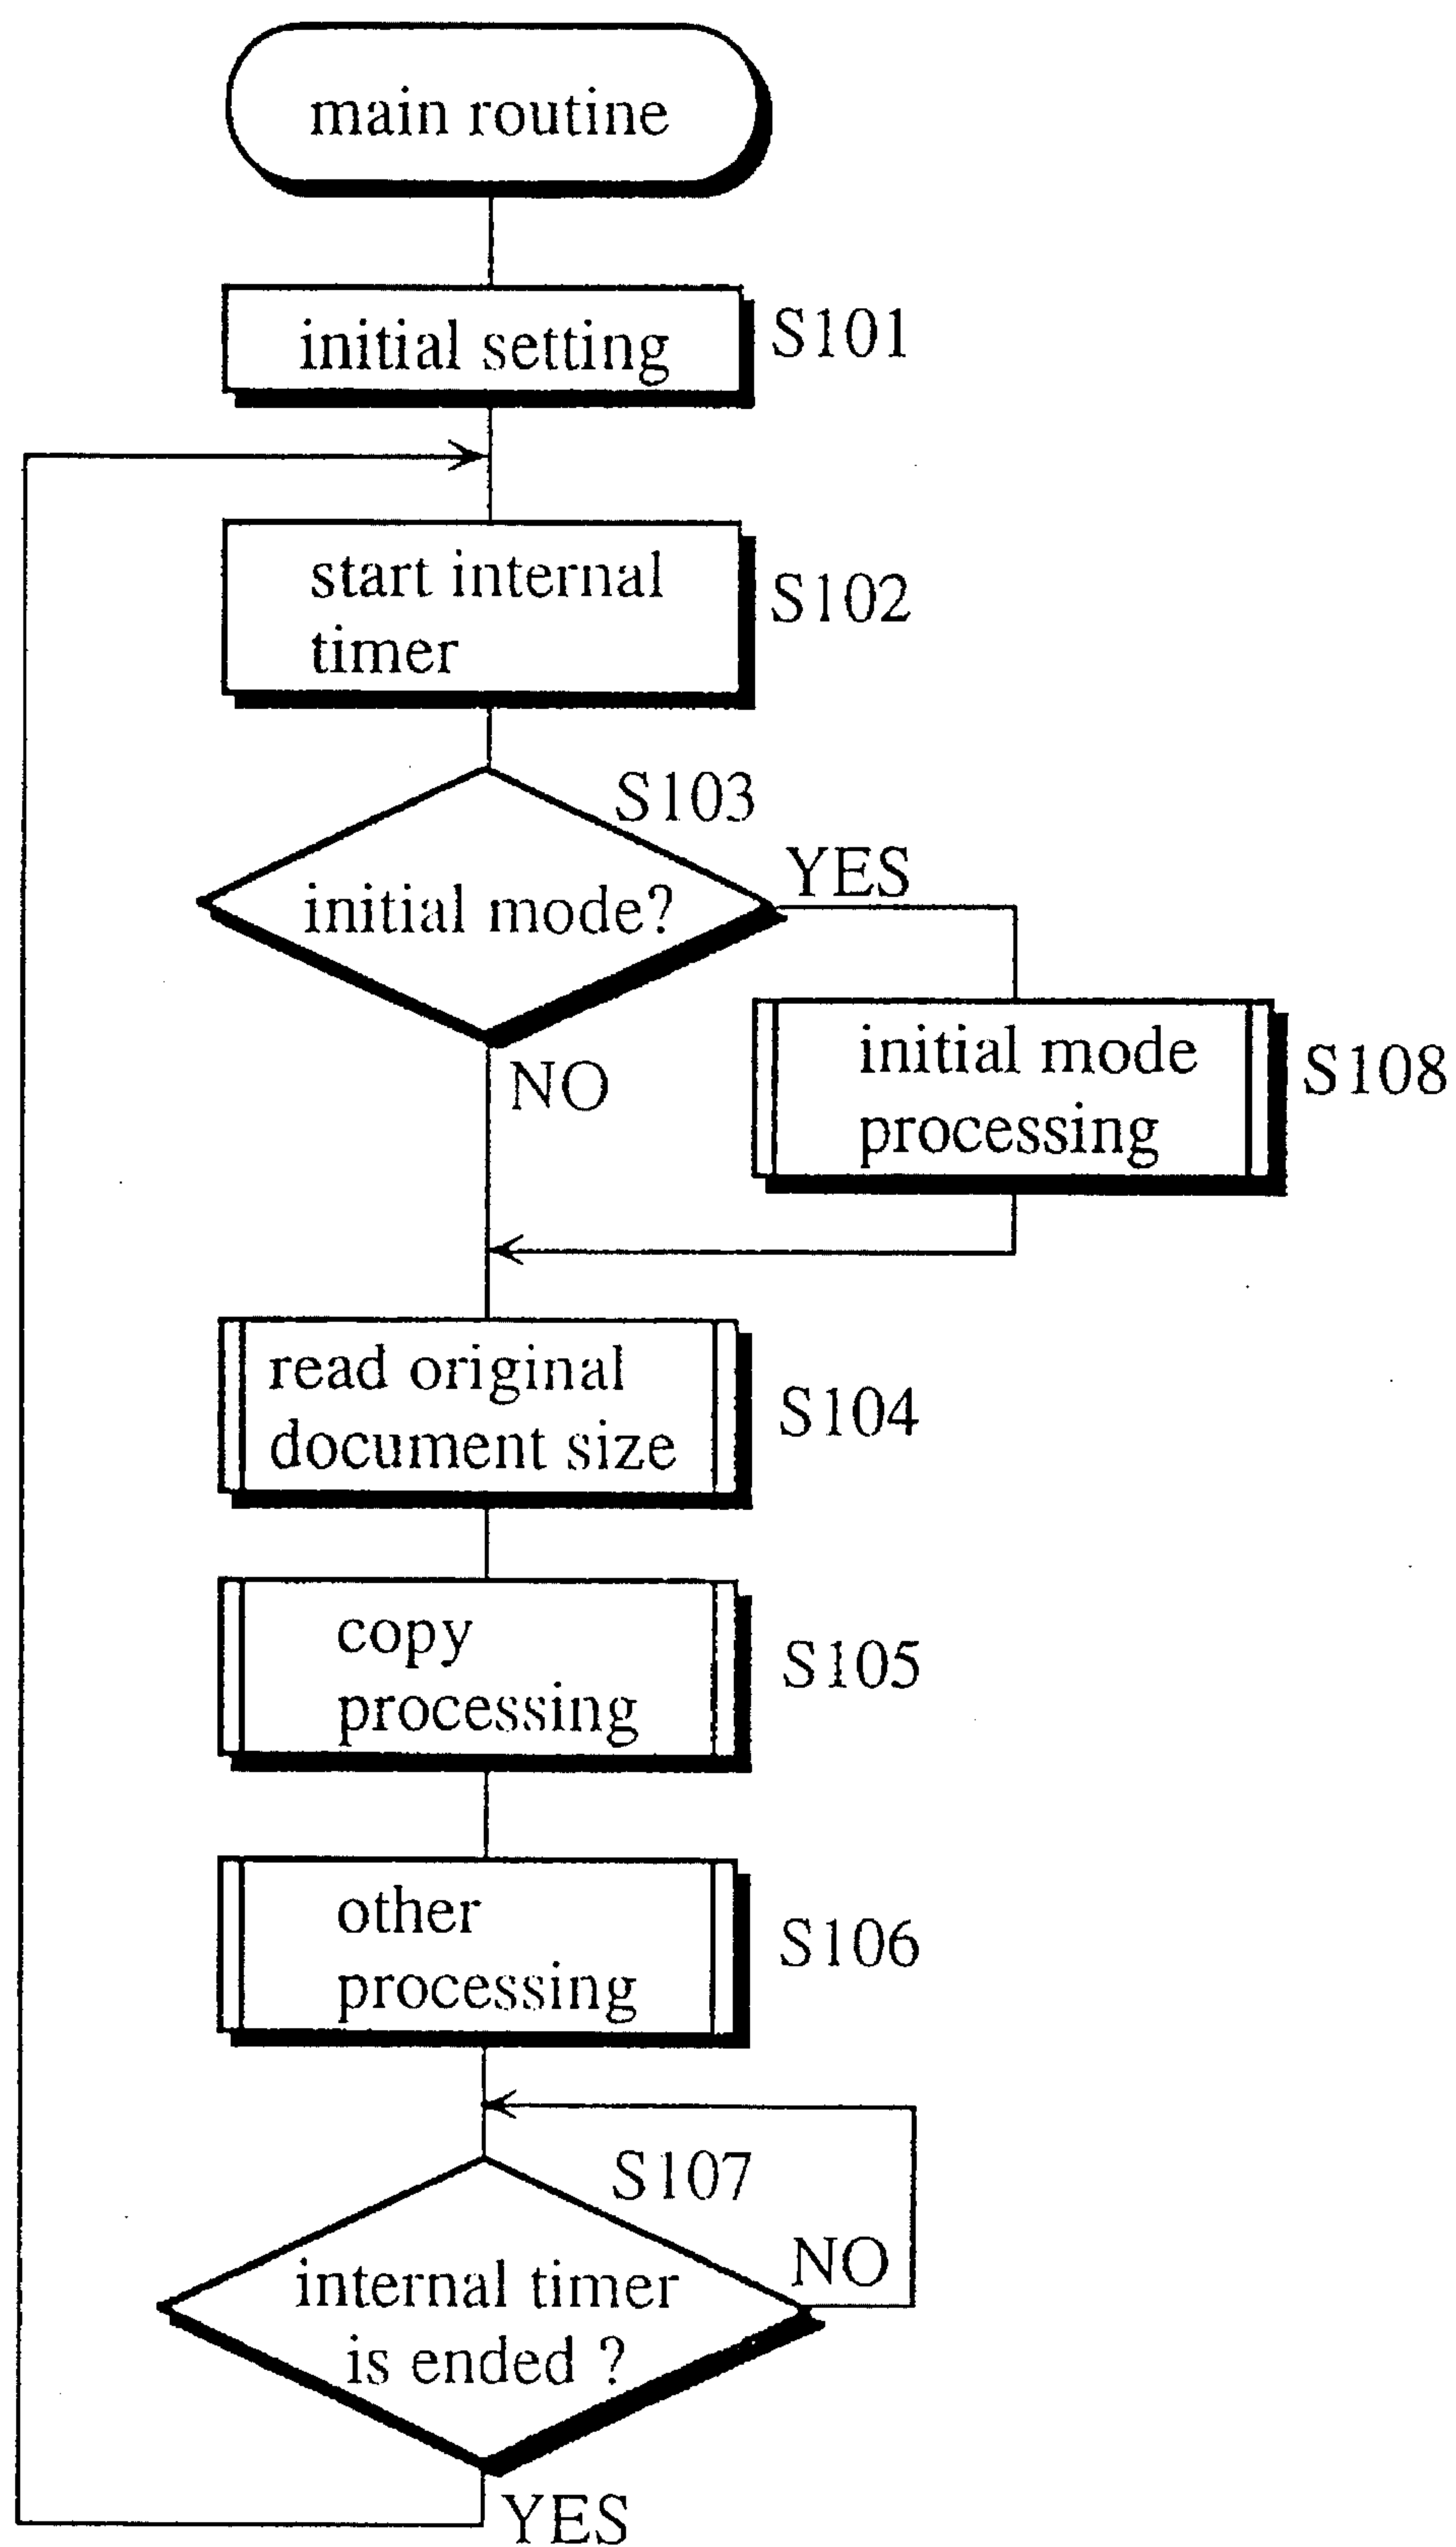 main routine
initial setting
S101
start internal
timer
S102
S103
initial mode?
YES
NO
initial mode
processing
S108
read original
document size
S104
copy
processing
S105
other
processing
S106
S107
internal timer
is ended ?
NO
YES